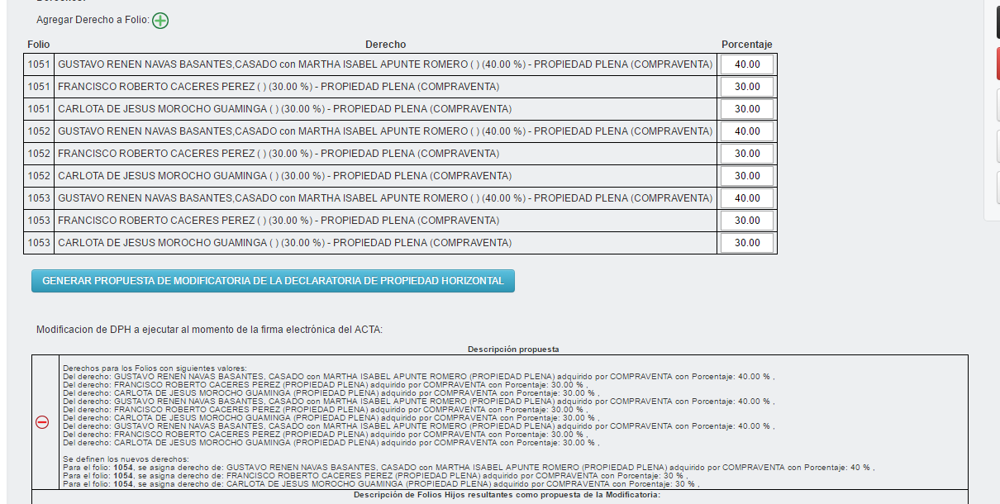 Agregar Derecho a Folio:
Folio Derecho Porcentaje
1051 GUSTAVO RENEN NAVAS BASANTES,CASADO con MARTHA ISABEL APUNTE ROMERO ( ) (40.00 %) - PROPIEDAD PLENA (COMPRAVENTA) 40.00
1051 FRANCISCO ROBERTO CACERES PEREZ ( ) (30.00 %) - PROPIEDAD PLENA (COMPRAVENTA) 30.00
1051 CARLOTA DE JESUS MOROCHO GUAMINGA ( ) (30.00 %) - PROPIEDAD PLENA (COMPRAVENTA) 30.00
1052 GUSTAVO RENEN NAVAS BASANTES,CASADO con MARTHA ISABEL APUNTE ROMERO ( ) (40.00 %) - PROPIEDAD PLENA (COMPRAVENTA) 40.00
1052 FRANCISCO ROBERTO CACERES PEREZ ( ) (30.00 %) - PROPIEDAD PLENA (COMPRAVENTA) 30.00
1052 CARLOTA DE JESUS MOROCHO GUAMINGA ( ) (30.00 %) - PROPIEDAD PLENA (COMPRAVENTA) 30.00
1053 GUSTAVO RENEN NAVAS BASANTES,CASADO con MARTHA ISABEL APUNTE ROMERO ( ) (40.00 %) - PROPIEDAD PLENA (COMPRAVENTA) 40.00
1053 FRANCISCO ROBERTO CACERES PEREZ ( ) (30.00 %) - PROPIEDAD PLENA (COMPRAVENTA) 30.00
1053 CARLOTA DE JESUS MOROCHO GUAMINGA ( ) (30.00 %) - PROPIEDAD PLENA (COMPRAVENTA) 30.00
GENERAR PROPUESTA DE MODIFICATORIA DE LA DECLARATORIA DE PROPIEDAD HORIZONTAL
Modificacion de DPH a ejecutar al momento de la firma electrónica del ACTA:
Descripción propuesta
Derechos para los Folios con siguientes valores:
Del derecho: GUSTAVO RENEN NAVAS BASANTES, CASADO con MARTHA ISABEL APUNTE ROMERO (PROPIEDAD PLENA) adquirido por COMPRAVENTA con Porcentaje: 40.00 % ,
Del derecho: FRANCISCO ROBERTO CACERES PEREZ (PROPIEDAD PLENA) adquirido por COMPRAVENTA con Porcentaje: 30.00 % ,
Del derecho: CARLOTA DE JESUS MOROCHO GUAMINGA (PROPIEDAD PLENA) adquirido por COMPRAVENTA con Porcentaje: 30.00 % ,
Del derecho: GUSTAVO RENEN NAVAS BASANTES, CASADO con MARTHA ISABEL APUNTE ROMERO (PROPIEDAD PLENA) adquirido por COMPRAVENTA con Porcentaje: 40.00 % ,
Del derecho: FRANCISCO ROBERTO CACERES PEREZ (PROPIEDAD PLENA) adquirido por COMPRAVENTA con Porcentaje: 30.00 % ,
Del derecho: CARLOTA DE JESUS MOROCHO GUAMINGA (PROPIEDAD PLENA) adquirido por COMPRAVENTA con Porcentaje: 30.00 % ,
Del derecho: GUSTAVO RENEN NAVAS BASANTES, CASADO con MARTHA ISABEL APUNTE ROMERO (PROPIEDAD PLENA) adquirido por COMPRAVENTA con Porcentaje: 40.00 % ,
Del derecho: FRANCISCO ROBERTO CACERES PEREZ (PROPIEDAD PLENA) adquirido por COMPRAVENTA con Porcentaje: 30.00 % ,
Del derecho: CARLOTA DE JESUS MOROCHO GUAMINGA (PROPIEDAD PLENA) adquirido por COMPRAVENTA con Porcentaje: 30.00 % ,
Se definen los nuevos derechos:
Para el folio: 1054, se asigna derecho de: GUSTAVO RENEN NAVAS BASANTES, CASADO con MARTHA ISABEL APUNTE ROMERO (PROPIEDAD PLENA) adquirido por COMPRAVENTA con Porcentaje: 40 % ,
Para el folio: 1054, se asigna derecho de: FRANCISCO ROBERTO CACERES PEREZ (PROPIEDAD PLENA) adquirido por COMPRAVENTA con Porcentaje: 30 % ,
Para el folio: 1054, se asigna derecho de: CARLOTA DE JESUS MOROCHO GUAMINGA (PROPIEDAD PLENA) adquirido por COMPRAVENTA con Porcentaje: 30 % ,
Descripción de Folios Hijos resultantes como propuesta de la Modificatoria: